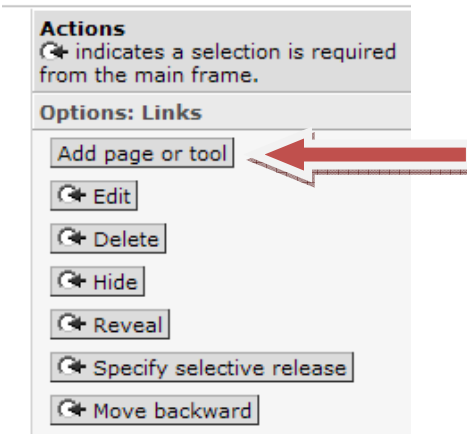 Actions
indicates a selection is required
from the main frame.
Options: Links
Add page or tool
Edit
Delete
Hide
Reveal
Specify selective release
Move backward